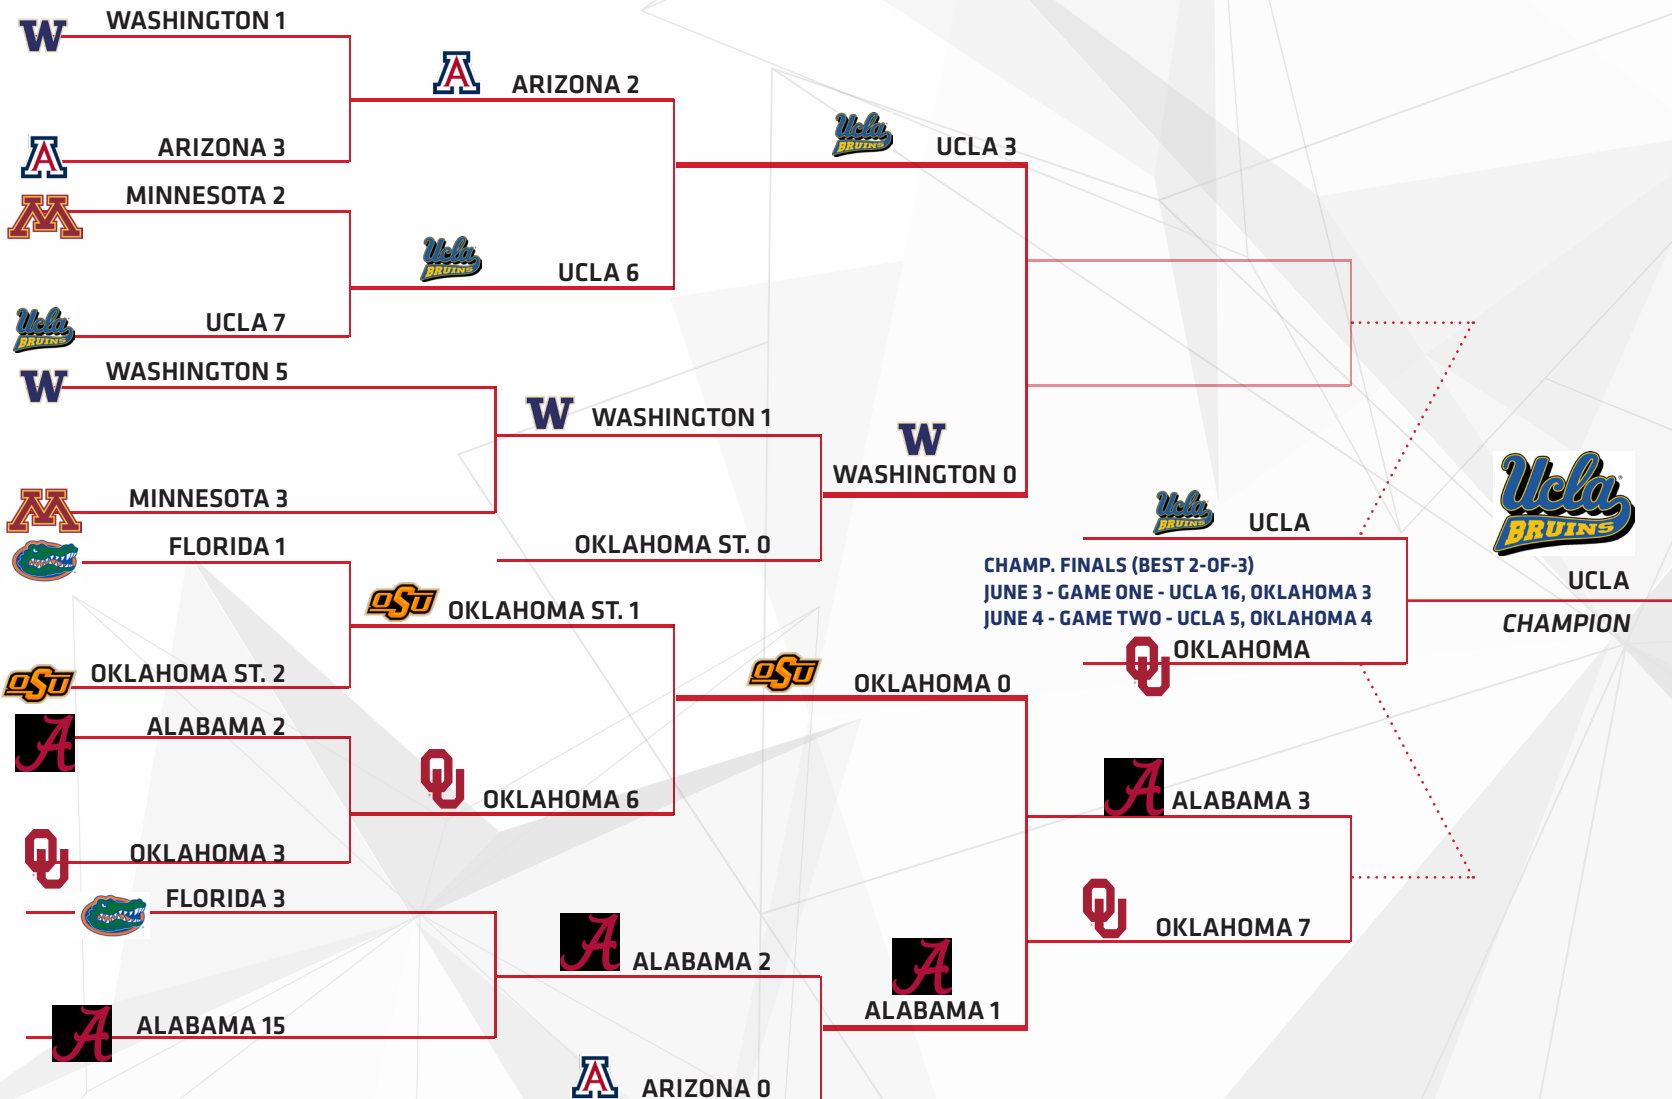 WASHINGTON 1
ARIZONA 3
MINNESOTA 2
UCLA 7
WASHINGTON 5
MINNESOTA 3
FLORIDA 1
OKLAHOMA ST. 2
ALABAMA 2
OKLAHOMA 3
FLORIDA 3
ALABAMA 15
ARIZONA 2
UCLA 6
WASHINGTON 1
OKLAHOMA ST. 0
OKLAHOMA ST. 1
OKLAHOMA 6
ALABAMA 2
ARIZONA 0
UCLA 3
WASHINGTON 0
OKLAHOMA 0
ALABAMA 1
UCLA
CHAMP. FINALS (BEST 2-OF-3)
JUNE 3 - GAME ONE - UCLA 16, OKLAHOMA 3
JUNE 4 - GAME TWO - UCLA 5, OKLAHOMA 4
OKLAHOMA
ALABAMA 3
OKLAHOMA 7
Ucla
BRUINS
UCLA
CHAMPION